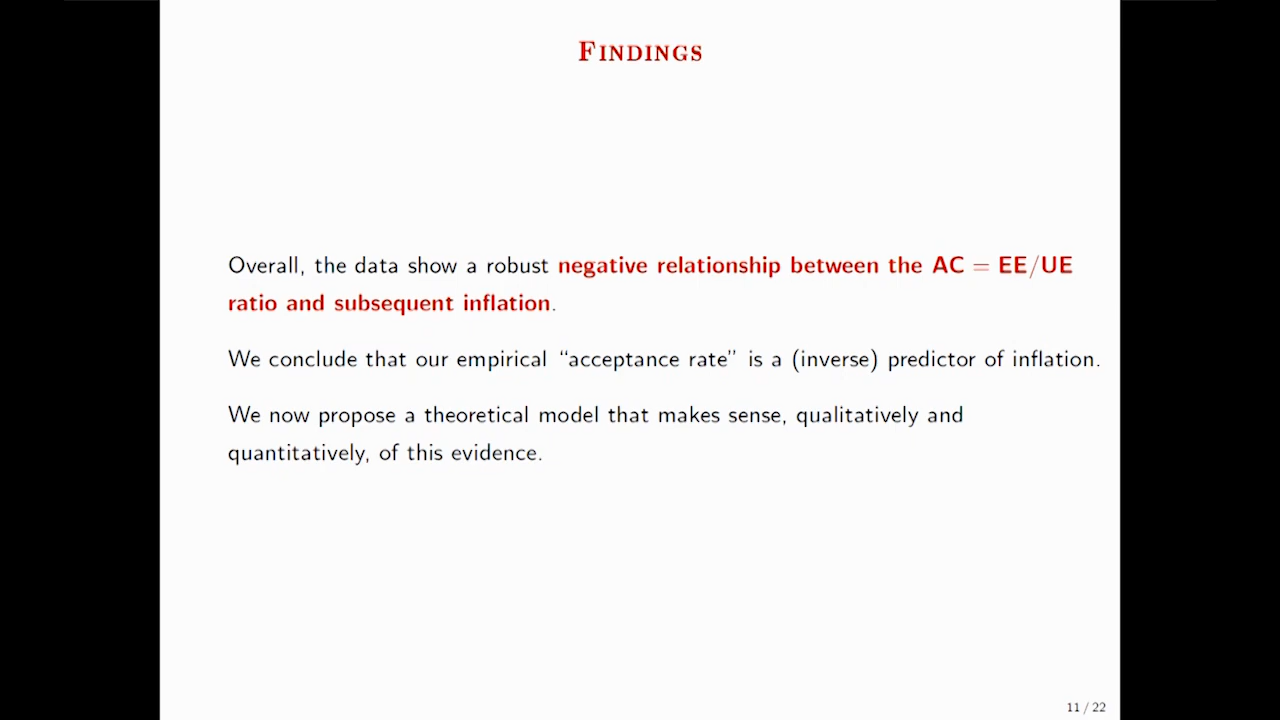 FINDINGS
Overall, the data show a robust negative relationship between the AC = EE/UE
ratio and subsequent inflation.
We conclude that our empirical “acceptance rate” is a (inverse) predictor of inflation.
We now propose a theoretical model that makes sense, qualitatively and
quantitatively, of this evidence.
11 / 22